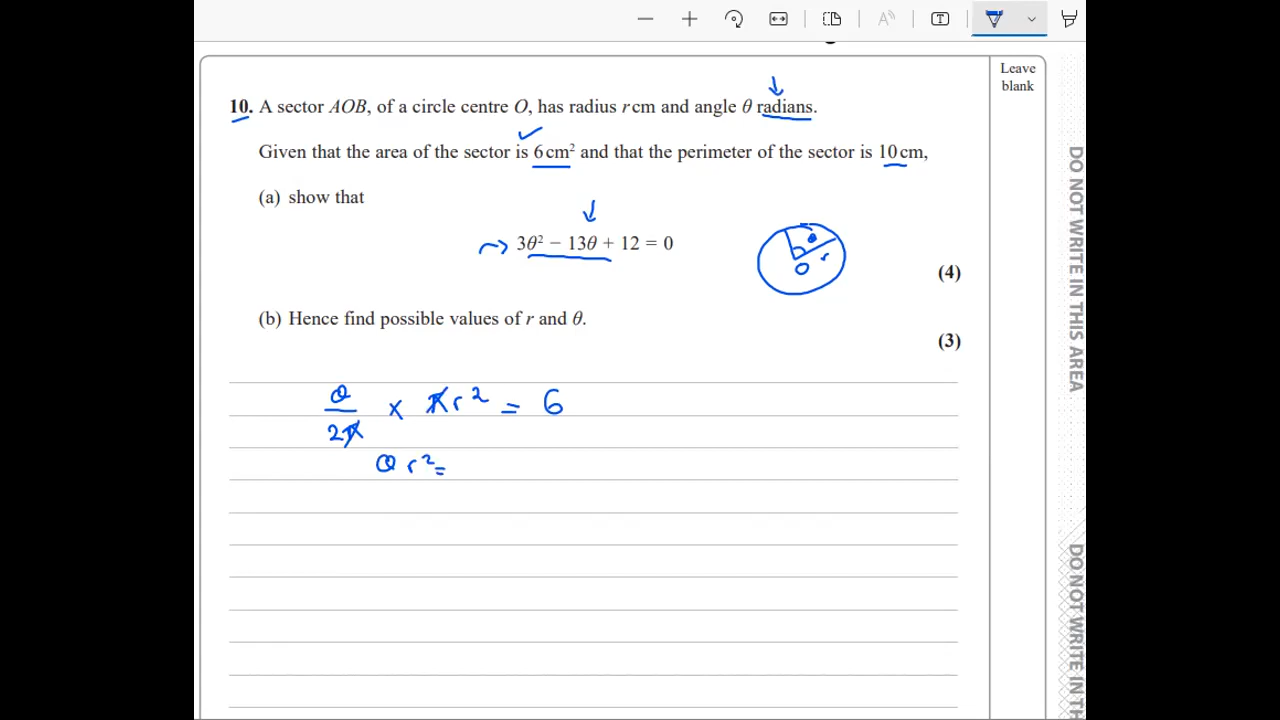 Leave
blank
10. A sector AOB, of a circle centre O, has radius r cm and angle θ radians.
Given that the area of the sector is 6 cm² and that the perimeter of the sector is 10 cm,
(a) show that
3θ² − 13θ + 12 = 0
θ
r
O
(4)
(b) Hence find possible values of r and θ.
(3)
θ/2π × πr² = 6
θ r² =
DO NOT WRITE IN THIS AREA
DO NOT WRITE IN TH